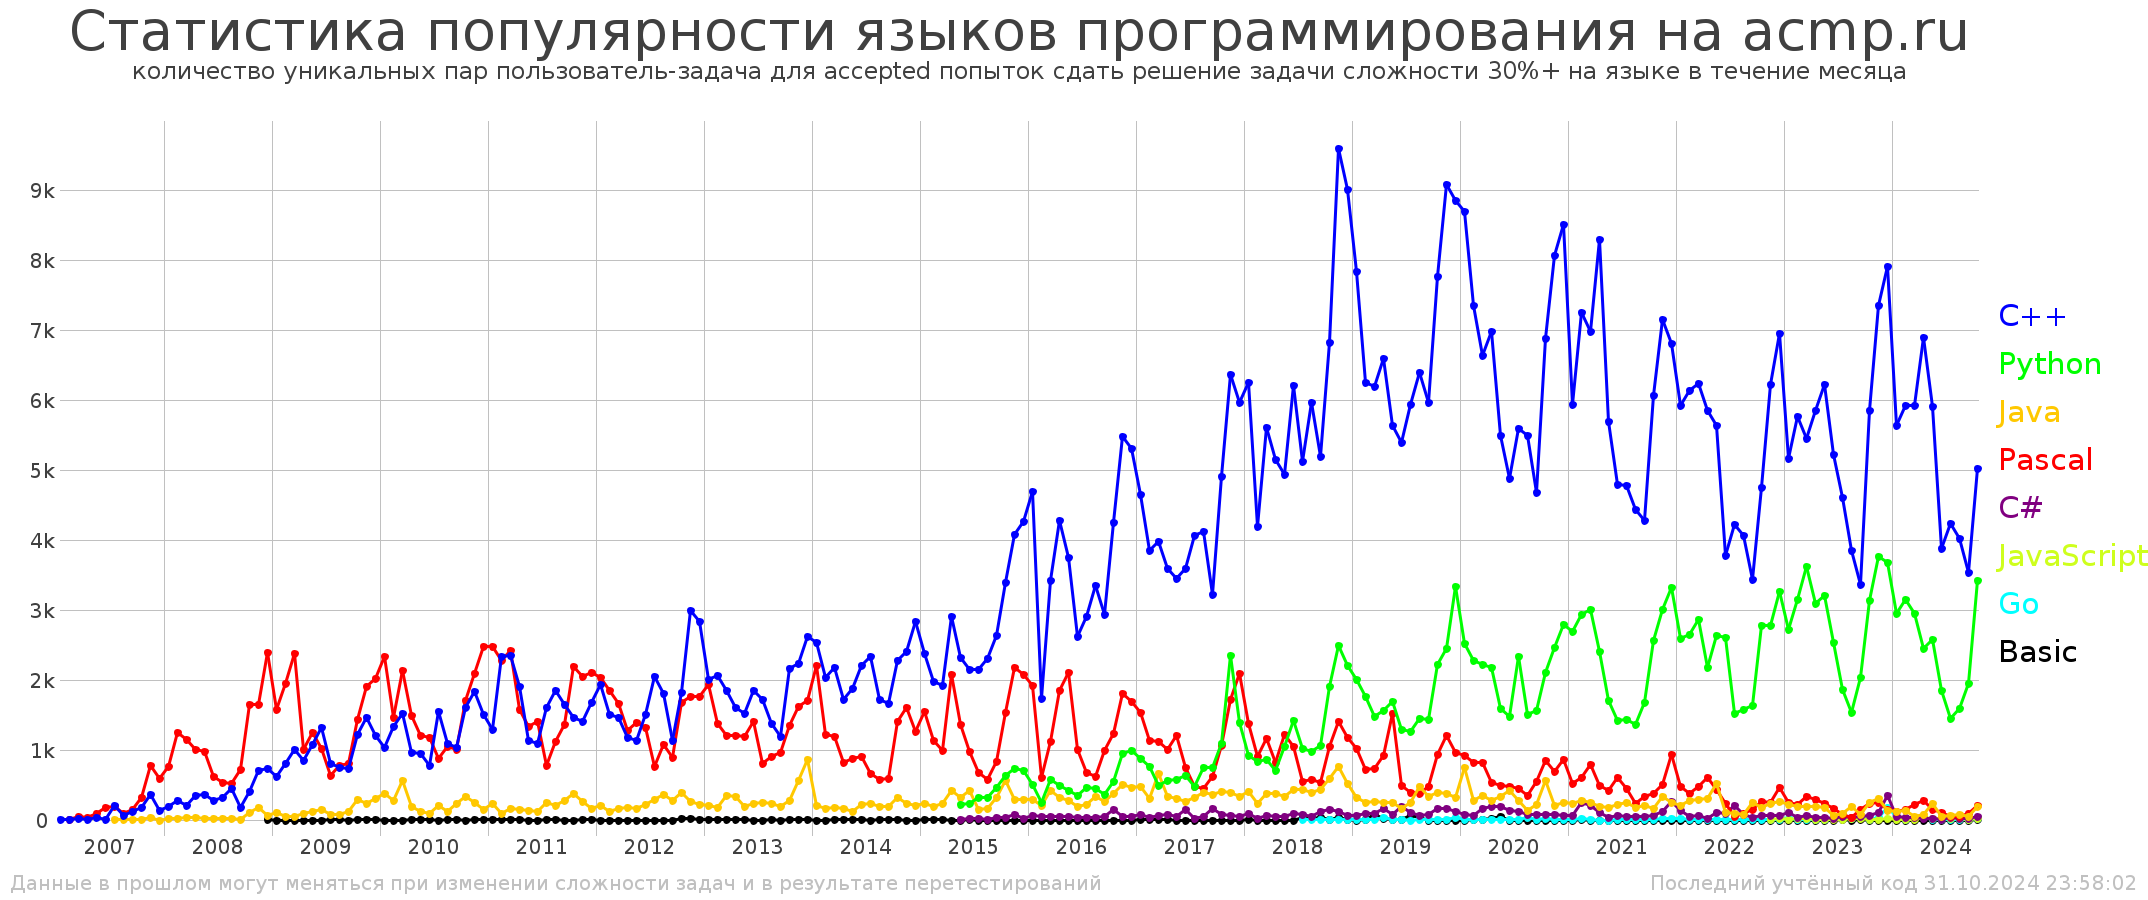 Статистика популярности языков программирования на acmp.ru
количество уникальных пар пользователь-задача для accepted попыток сдать решение задачи сложности 30%+ на языке в течение месяца
9k
8k
7k
6k
5k
4k
3k
2k
1k
0
C++
Python
Java
Pascal
C#
JavaScript
Go
Basic
2007 2008 2009 2010 2011 2012 2013 2014 2015 2016 2017 2018 2019 2020 2021 2022 2023 2024
Данные в прошлом могут меняться при изменении сложности задач и в результате перетестирований
Последний учтённый код 31.10.2024 23:58:02